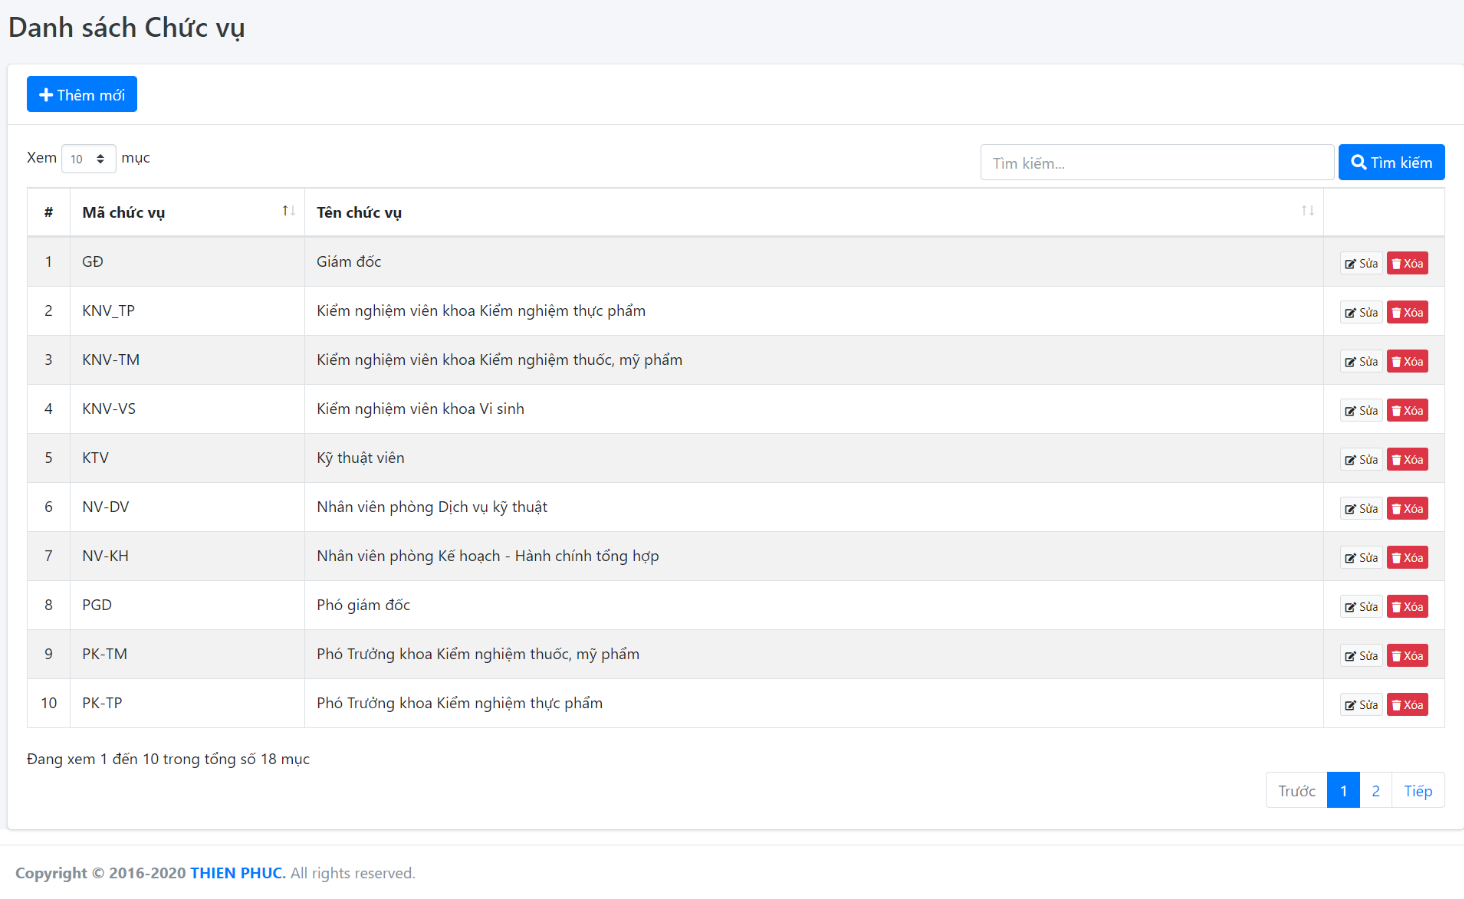 Danh sách Chức vụ
Thêm mới
Xem 10 mục
Tìm kiếm... Tìm kiếm
# Mã chức vụ Tên chức vụ
1 GĐ Giám đốc Sửa Xóa
2 KNV_TP Kiểm nghiệm viên khoa Kiểm nghiệm thực phẩm Sửa Xóa
3 KNV-TM Kiểm nghiệm viên khoa Kiểm nghiệm thuốc, mỹ phẩm Sửa Xóa
4 KNV-VS Kiểm nghiệm viên khoa Vi sinh Sửa Xóa
5 KTV Kỹ thuật viên Sửa Xóa
6 NV-DV Nhân viên phòng Dịch vụ kỹ thuật Sửa Xóa
7 NV-KH Nhân viên phòng Kế hoạch - Hành chính tổng hợp Sửa Xóa
8 PGD Phó giám đốc Sửa Xóa
9 PK-TM Phó Trưởng khoa Kiểm nghiệm thuốc, mỹ phẩm Sửa Xóa
10 PK-TP Phó Trưởng khoa Kiểm nghiệm thực phẩm Sửa Xóa
Đang xem 1 đến 10 trong tổng số 18 mục
Trước 1 2 Tiếp
Copyright © 2016-2020 THIEN PHUC. All rights reserved.